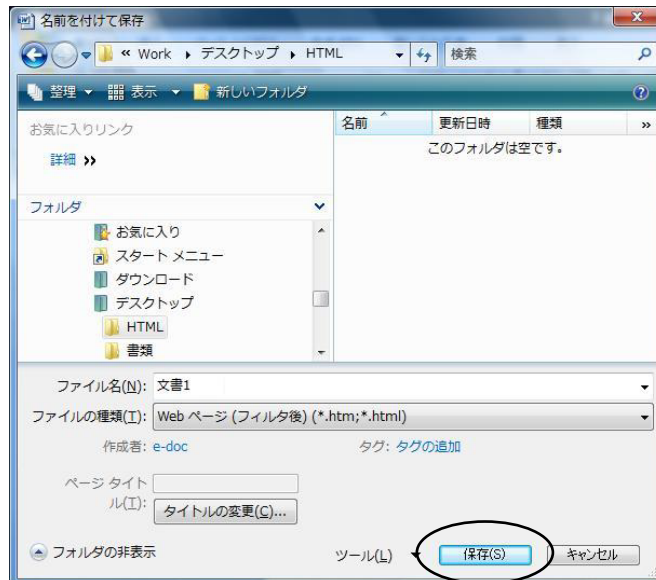 名前を付けて保存
« Work ▸ デスクトップ ▸ HTML 検索
整理 表示 新しいフォルダ
お気に入りリンク
詳細 »
名前 更新日時 種類 »
このフォルダは空です。
フォルダ
お気に入り
スタート メニュー
ダウンロード
デスクトップ
HTML
書類
ファイル名(N): 文書1
ファイルの種類(T): Web ページ (フィルタ後) (*.htm;*.html)
作成者: e-doc タグ: タグの追加
ページ タイト
ル(I):
タイトルの変更(C)...
フォルダの非表示 ツール(L) 保存(S) キャンセル